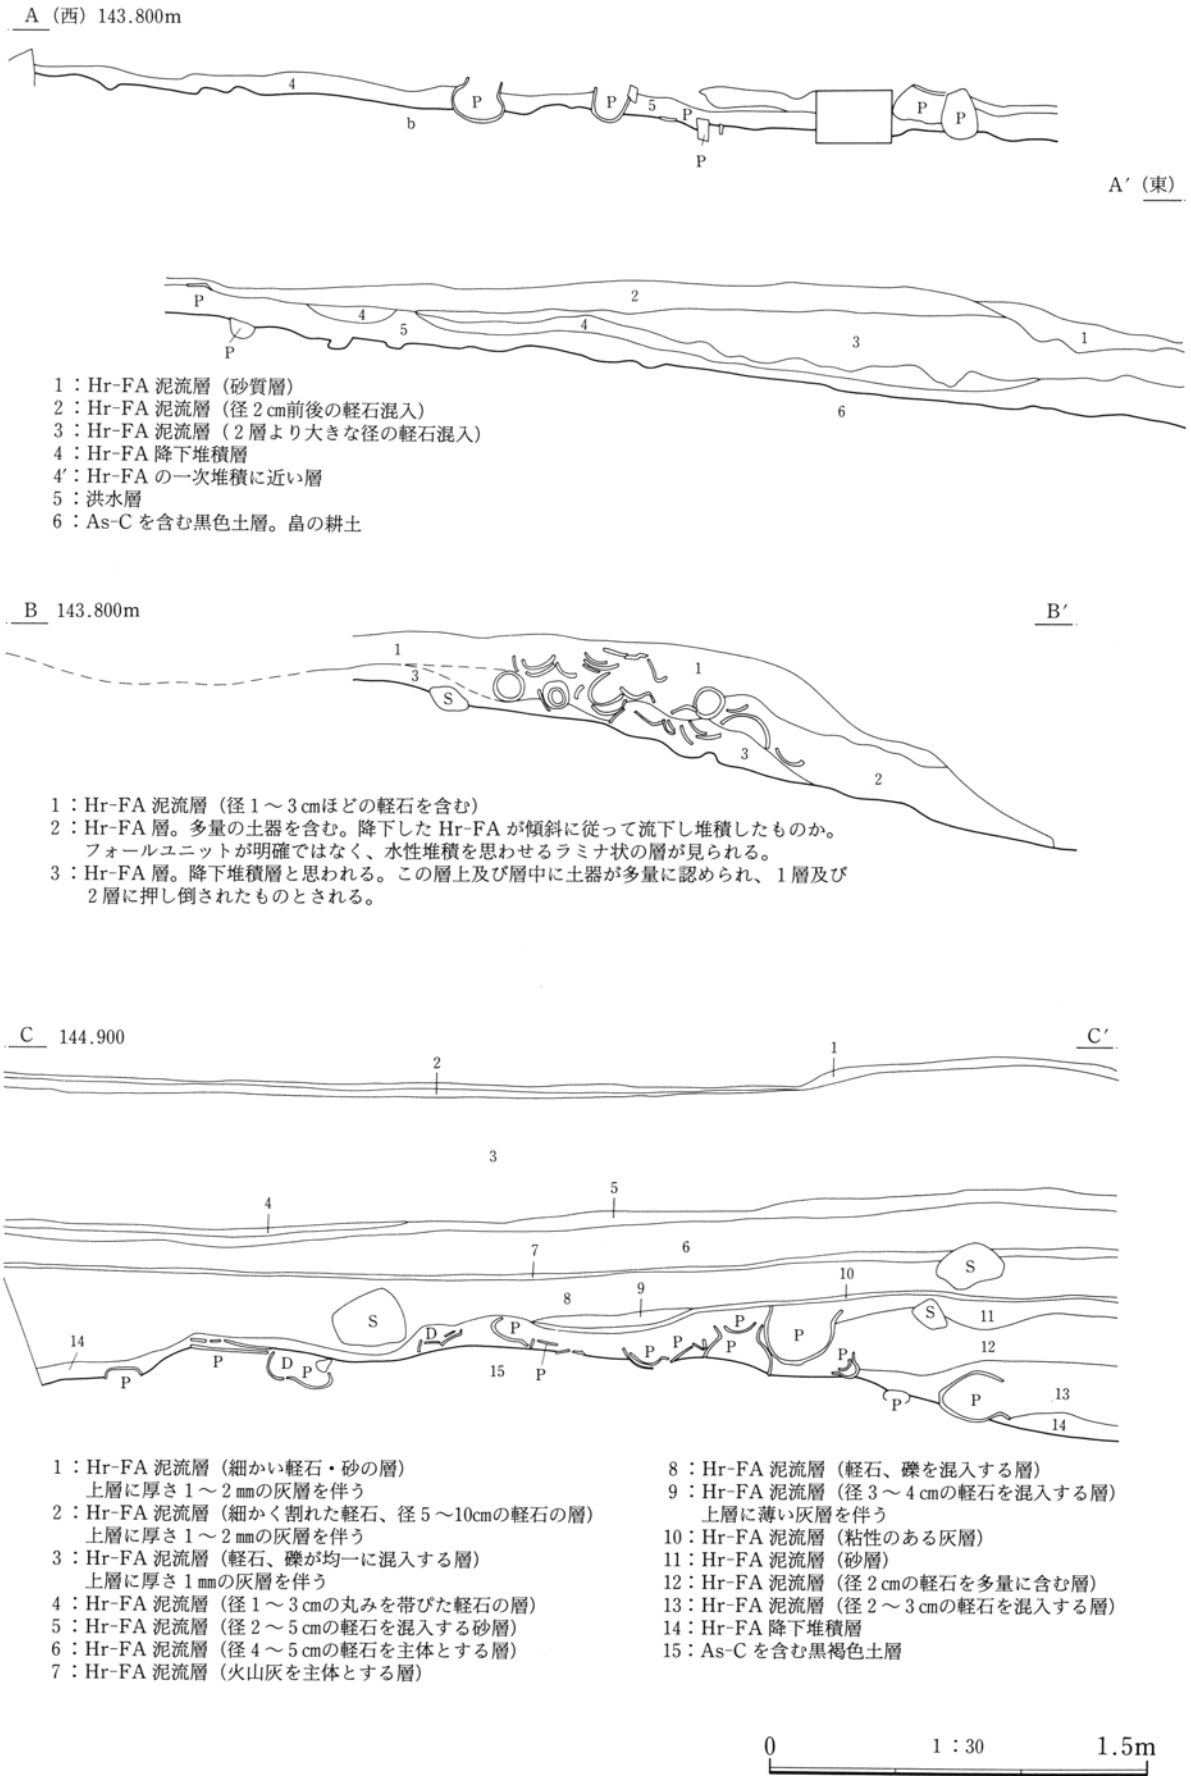 A（西）143.800m
4
P
P
5
P
P
P
b
P
A′（東）
2
P
4
4
5
3
1
P
6
1：Hr-FA 泥流層（砂質層）
2：Hr-FA 泥流層（径２㎝前後の軽石混入）
3：Hr-FA 泥流層（２層より大きな径の軽石混入）
4：Hr-FA 降下堆積層
4′：Hr-FA の一次堆積に近い層
5：洪水層
6：As-C を含む黒色土層。畠の耕土
B 143.800m
B′
1
1
3
S
3
2
1：Hr-FA 泥流層（径１～３㎝ほどの軽石を含む）
2：Hr-FA 層。多量の土器を含む。降下した Hr-FA が傾斜に従って流下し堆積したものか。
フォールユニットが明確ではなく、水性堆積を思わせるラミナ状の層が見られる。
3：Hr-FA 層。降下堆積層と思われる。この層上及び層中に土器が多量に認められ、１層及び
２層に押し倒されたものとされる。
C 144.900
C′
1
2
3
4
5
6
7
S
10
9
8
S
S
11
14
D
P
P
P
P
12
P
D
P
15
P
P
P
P
P
P
P
13
14
1：Hr-FA 泥流層（細かい軽石・砂の層）
上層に厚さ１～２㎜の灰層を伴う
2：Hr-FA 泥流層（細かく割れた軽石、径５～10㎝の軽石の層）
上層に厚さ１～２㎜の灰層を伴う
3：Hr-FA 泥流層（軽石、礫が均一に混入する層）
上層に厚さ１㎜の灰層を伴う
4：Hr-FA 泥流層（径１～３㎝の丸みを帯びた軽石の層）
5：Hr-FA 泥流層（径２～５㎝の軽石を混入する砂層）
6：Hr-FA 泥流層（径４～５㎝の軽石を主体とする層）
7：Hr-FA 泥流層（火山灰を主体とする層）
8：Hr-FA 泥流層（軽石、礫を混入する層）
9：Hr-FA 泥流層（径３～４㎝の軽石を混入する層）
上層に薄い灰層を伴う
10：Hr-FA 泥流層（粘性のある灰層）
11：Hr-FA 泥流層（砂層）
12：Hr-FA 泥流層（径２㎝の軽石を多量に含む層）
13：Hr-FA 泥流層（径２～３㎝の軽石を混入する層）
14：Hr-FA 降下堆積層
15：As-C を含む黒褐色土層
0 1：30 1.5m